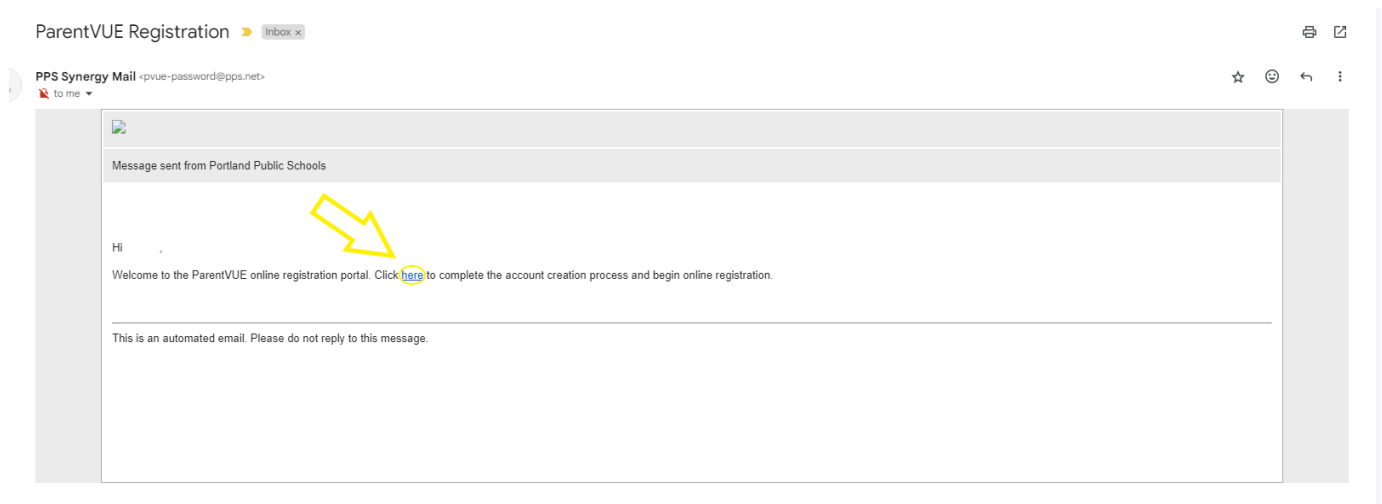 ParentVUE Registration Inbox x
PPS Synergy Mail <pvue-password@pps.net>
to me
Message sent from Portland Public Schools
Hi ,
Welcome to the ParentVUE online registration portal. Click here to complete the account creation process and begin online registration.
This is an automated email. Please do not reply to this message.